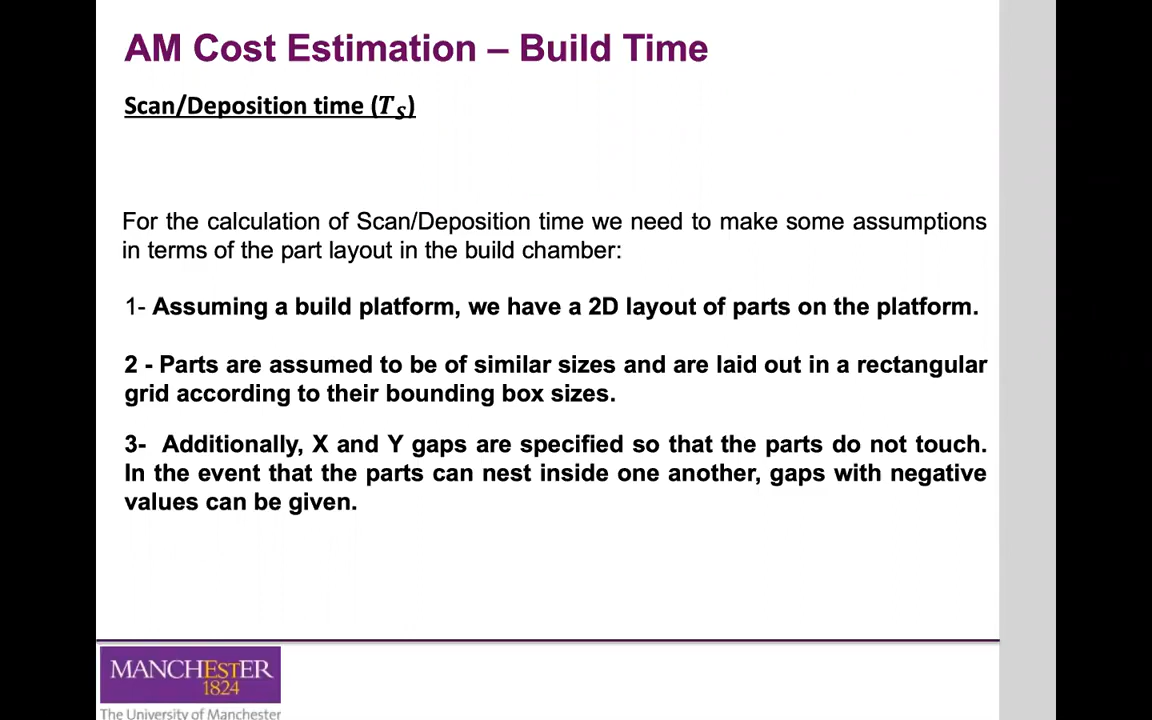 AM Cost Estimation – Build Time
Scan/Deposition time (T_S)
For the calculation of Scan/Deposition time we need to make some assumptions
in terms of the part layout in the build chamber:
1- Assuming a build platform, we have a 2D layout of parts on the platform.
2 - Parts are assumed to be of similar sizes and are laid out in a rectangular
grid according to their bounding box sizes.
3- Additionally, X and Y gaps are specified so that the parts do not touch.
In the event that the parts can nest inside one another, gaps with negative
values can be given.
MANCHESTER
1824
The University of Manchester